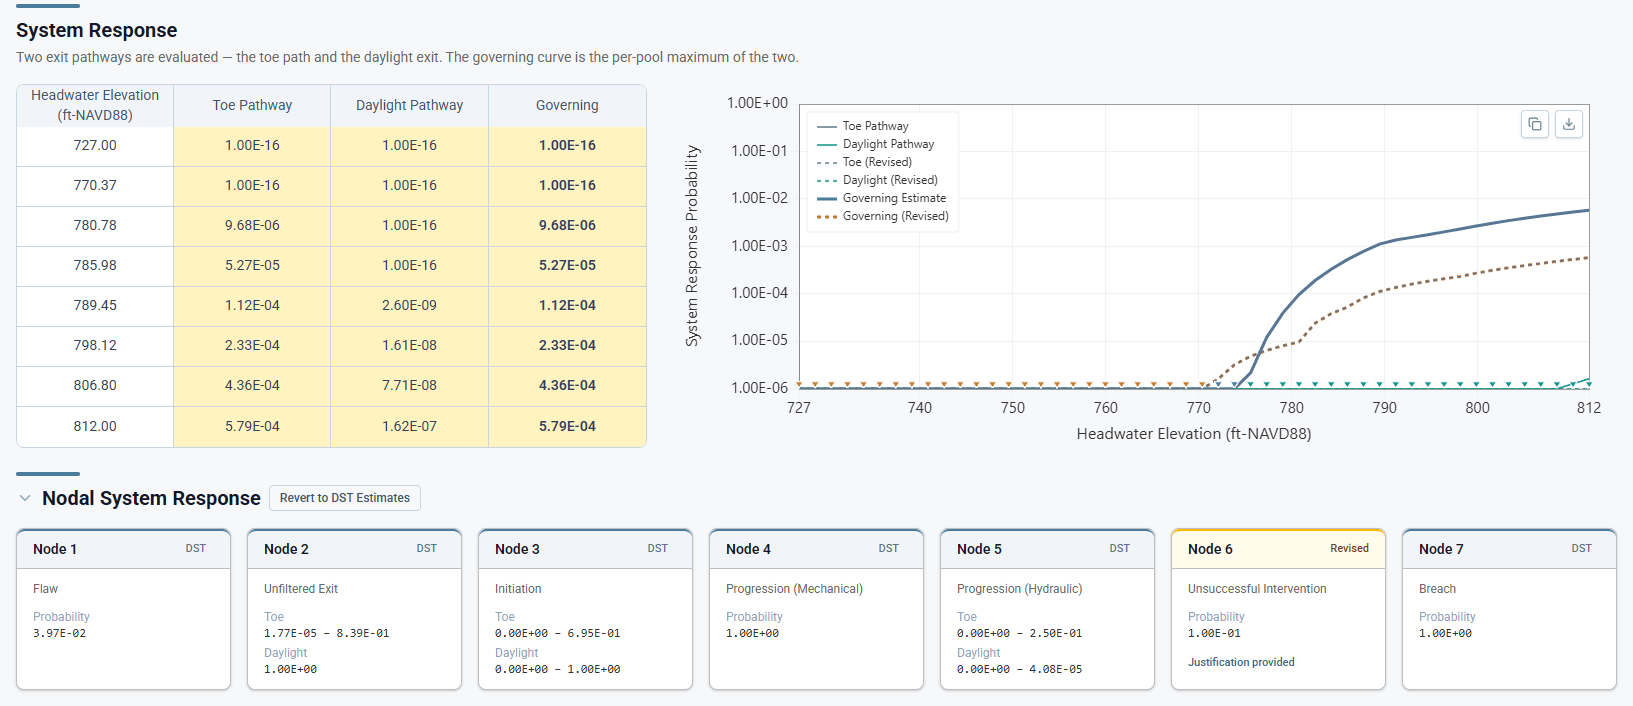 System Response
Two exit pathways are evaluated — the toe path and the daylight exit. The governing curve is the per-pool maximum of the two.
Headwater Elevation (ft-NAVD88) Toe Pathway Daylight Pathway Governing
727.00 1.00E-16 1.00E-16 1.00E-16
770.37 1.00E-16 1.00E-16 1.00E-16
780.78 9.68E-06 1.00E-16 9.68E-06
785.98 5.27E-05 1.00E-16 5.27E-05
789.45 1.12E-04 2.60E-09 1.12E-04
798.12 2.33E-04 1.61E-08 2.33E-04
806.80 4.36E-04 7.71E-08 4.36E-04
812.00 5.79E-04 1.62E-07 5.79E-04
System Response Probability
1.00E+00
1.00E-01
1.00E-02
1.00E-03
1.00E-04
1.00E-05
1.00E-06
Toe Pathway
Daylight Pathway
Toe (Revised)
Daylight (Revised)
Governing Estimate
Governing (Revised)
727 740 750 760 770 780 790 800 812
Headwater Elevation (ft-NAVD88)
Nodal System Response Revert to DST Estimates
Node 1 DST
Flaw
Probability
3.97E-02
Node 2 DST
Unfiltered Exit
Toe
1.77E-05 – 8.39E-01
Daylight
1.00E+00
Node 3 DST
Initiation
Toe
0.00E+00 – 6.95E-01
Daylight
0.00E+00 – 1.00E+00
Node 4 DST
Progression (Mechanical)
Probability
1.00E+00
Node 5 DST
Progression (Hydraulic)
Toe
0.00E+00 – 2.50E-01
Daylight
0.00E+00 – 4.08E-05
Node 6 Revised
Unsuccessful Intervention
Probability
1.00E-01
Justification provided
Node 7 DST
Breach
Probability
1.00E+00